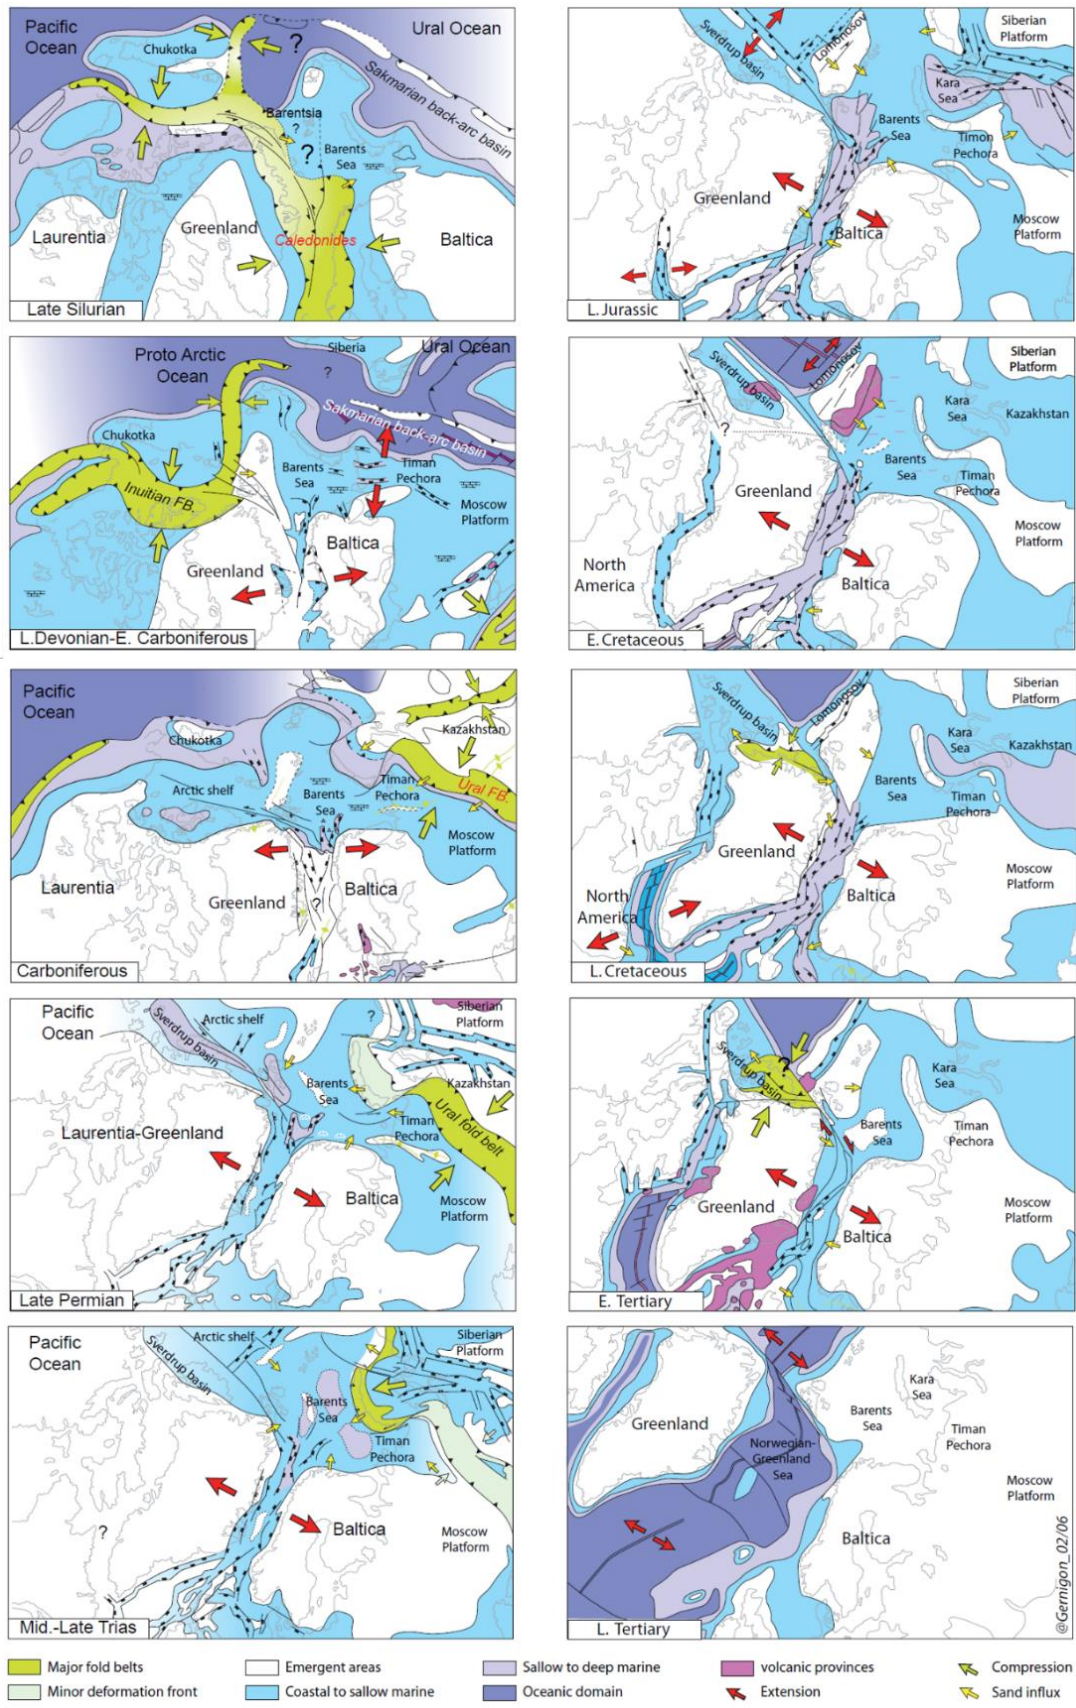 Pacific
Ocean
Chukotka
?
Ural Ocean
Sakmarian back-arc basin
Barentsia
?
?
Barents
Sea
Laurentia
Greenland
Caledonides
Baltica
Late Silurian
Proto Arctic
Ocean
Siberia
?
Ural Ocean
Sakmarian back-arc basin
Chukotka
Inuitian FB.
Barents
Sea
Timan
Pechora
Moscow
Platform
Baltica
Greenland
L.Devonian-E. Carboniferous
Pacific
Ocean
Chukotka
Kazakhstan
Arctic shelf
Barents
Sea
Timan
Pechora
Ural FB.
Moscow
Platform
Laurentia
Greenland
?
Baltica
Carboniferous
Pacific
Ocean
Sverdrup basin
Arctic shelf
?
Siberian
Platform
Kazakhstan
Barents
Sea
Timan
Pechora
Ural fold belt
Laurentia-Greenland
Baltica
Moscow
Platform
Late Permian
Pacific
Ocean
Arctic shelf
Sverdrup basin
Siberian
Platform
Barents
Sea
Timan
Pechora
Baltica
Moscow
Platform
?
Mid.-Late Trias
Sverdrup basin
Lomonosov
Siberian
Platform
Kara
Sea
Barents
Sea
Timon
Pechora
Greenland
Baltica
Moscow
Platform
L. Jurassic
Sverdrup basin
Lomonosov
Siberian
Platform
Kara
Sea
Kazakhstan
?
Barents
Sea
Timan
Pechora
Greenland
Moscow
Platform
North
America
Baltica
E. Cretaceous
Sverdrup basin
Lomonosov
Siberian
Platform
Kara
Sea
Kazakhstan
Barents
Sea
Timan
Pechora
Greenland
Moscow
Platform
North
America
Baltica
L. Cretaceous
?
Sverdrup basin
Kara
Sea
Barents
Sea
Timan
Pechora
Greenland
Baltica
Moscow
Platform
E. Tertiary
Greenland
Norwegian-
Greenland
Sea
Barents
Sea
Kara
Sea
Timan
Pechora
Moscow
Platform
Baltica
@Gernigon_02/06
L. Tertiary
Major fold belts
Emergent areas
Sallow to deep marine
volcanic provinces
Compression
Minor deformation front
Coastal to sallow marine
Oceanic domain
Extension
Sand influx